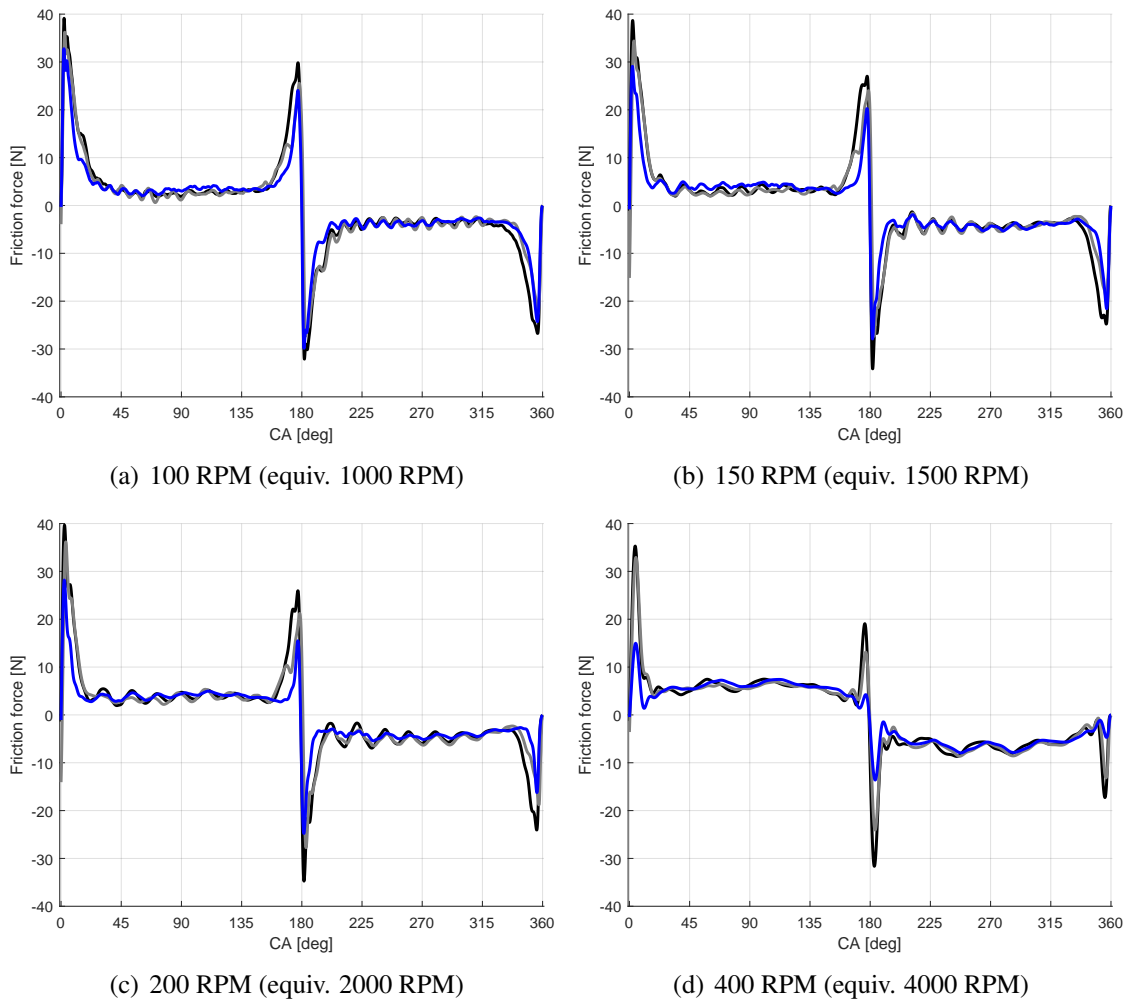 40
30
20
10
0
-10
-20
-30
-40
Friction force [N]
0 45 90 135 180 225 270 315 360
CA [deg]
(a) 100 RPM (equiv. 1000 RPM)
40
30
20
10
0
-10
-20
-30
-40
Friction force [N]
0 45 90 135 180 225 270 315 360
CA [deg]
(b) 150 RPM (equiv. 1500 RPM)
40
30
20
10
0
-10
-20
-30
-40
Friction force [N]
0 45 90 135 180 225 270 315 360
CA [deg]
(c) 200 RPM (equiv. 2000 RPM)
40
30
20
10
0
-10
-20
-30
-40
Friction force [N]
0 45 90 135 180 225 270 315 360
CA [deg]
(d) 400 RPM (equiv. 4000 RPM)